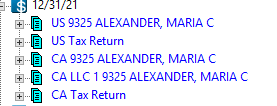 12/31/21
US 9325 ALEXANDER, MARIA C
US Tax Return
CA 9325 ALEXANDER, MARIA C
CA LLC 1 9325 ALEXANDER, MARIA C
CA Tax Return